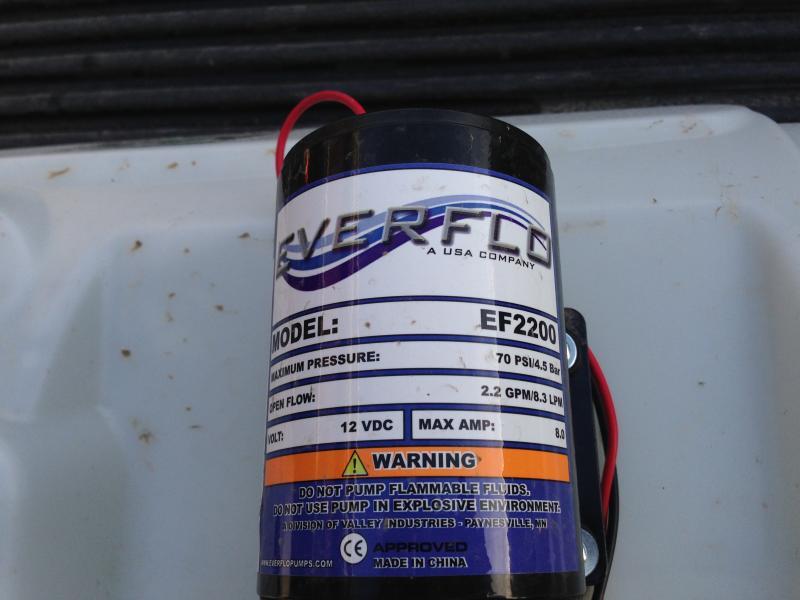 EVERFLO
A USA COMPANY
MODEL: EF2200
MAXIMUM PRESSURE: 70 PSI/4.5 Bar
OPEN FLOW: 2.2 GPM/8.3 LPM
VOLT: 12 VDC MAX AMP: 8.0
WARNING
DO NOT PUMP FLAMMABLE FLUIDS.
DO NOT USE PUMP IN EXPLOSIVE ENVIRONMENT.
A DIVISION OF VALLEY INDUSTRIES - PAYNESVILLE, MN
CE APPROVED
WWW.EVERFLOPUMPS.COM MADE IN CHINA